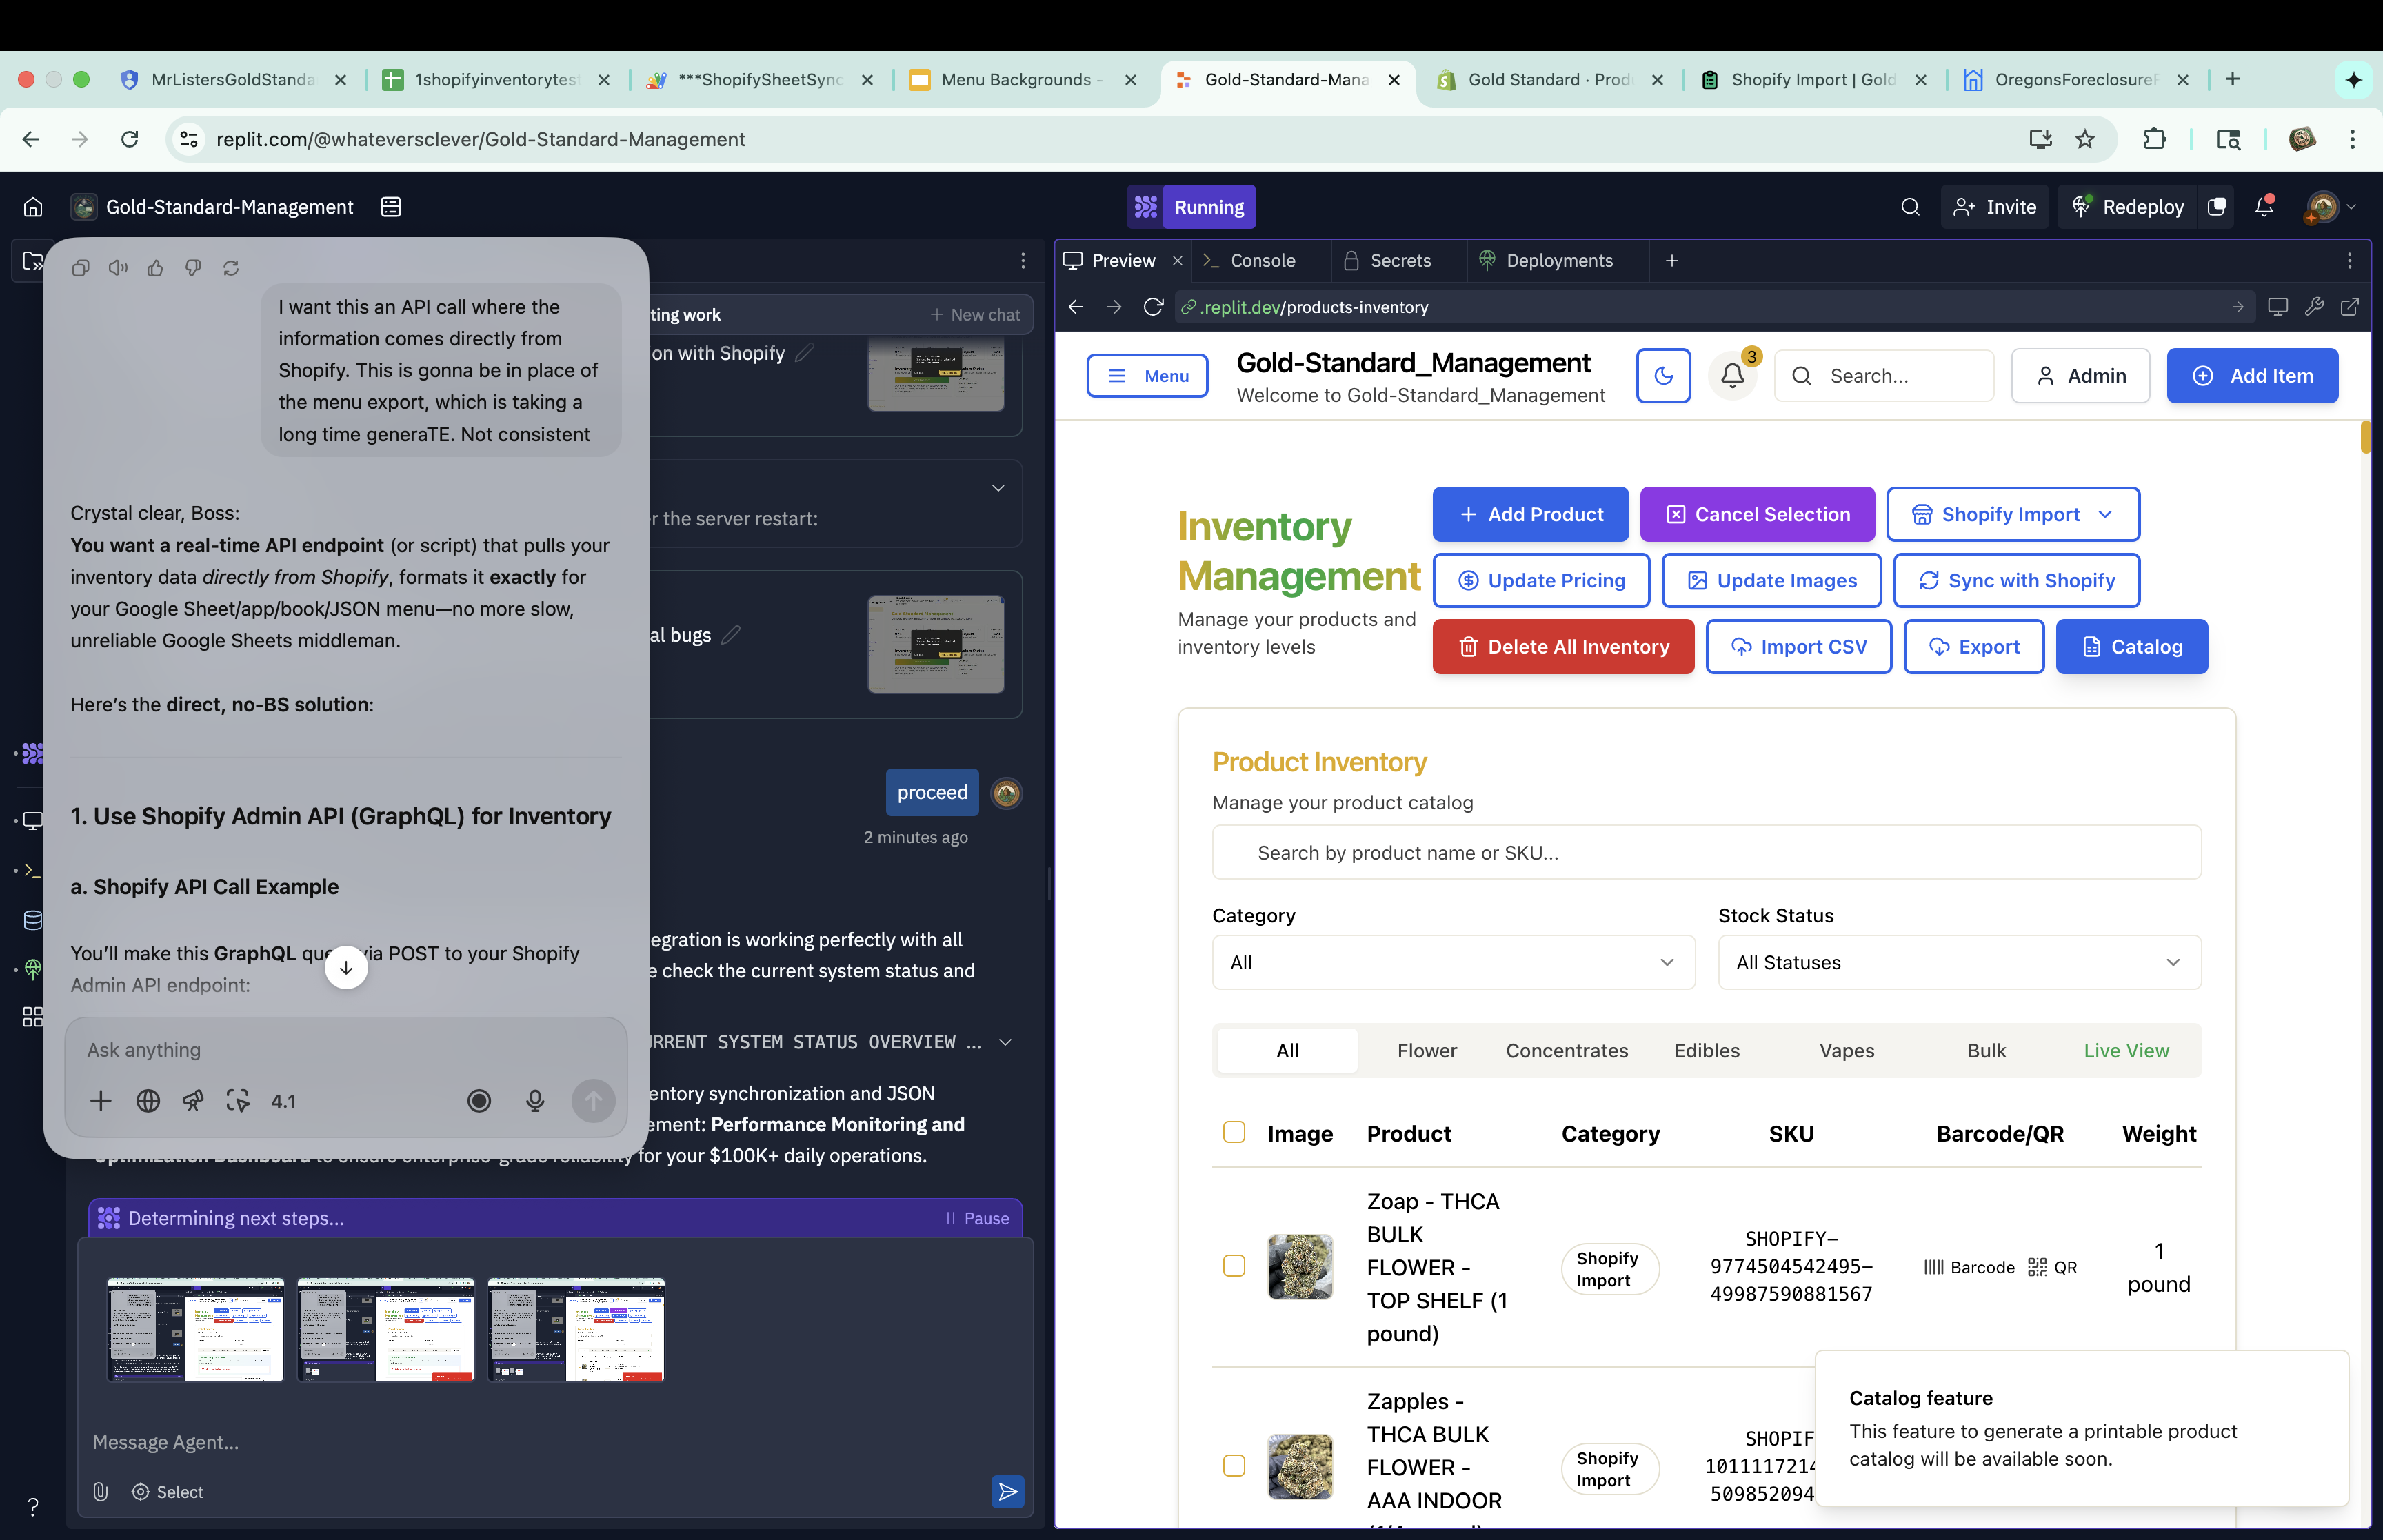 MrListersGoldStanda
1shopifyinventorytes
***ShopifySheetSync
Menu Backgrounds -
Gold-Standard-Mana
Gold Standard · Prod
Shopify Import | Gold
OregonsForeclosureF
replit.com/@whateversclever/Gold-Standard-Management
Gold-Standard-Management
Running
Invite
Redeploy
I want this an API call where the
information comes directly from
Shopify. This is gonna be in place of
the menu export, which is taking a
long time generaTE. Not consistent
Crystal clear, Boss:
You want a real-time API endpoint (or script) that pulls your
inventory data directly from Shopify, formats it exactly for
your Google Sheet/app/book/JSON menu—no more slow,
unreliable Google Sheets middleman.
Here's the direct, no-BS solution:
1. Use Shopify Admin API (GraphQL) for Inventory
a. Shopify API Call Example
You'll make this GraphQL que via POST to your Shopify
Admin API endpoint:
Ask anything
4.1
rting work
New chat
ion with Shopify
r the server restart:
al bugs
proceed
2 minutes ago
egration is working perfectly with all
e check the current system status and
URRENT SYSTEM STATUS OVERVIEW ...
entory synchronization and JSON
ement: Performance Monitoring and
Optimization Dashboard to ensure enterprise-grade reliability for your $100K+ daily operations.
Determining next steps...
Pause
Message Agent...
Select
Preview
Console
Secrets
Deployments
.replit.dev/products-inventory
Menu
Gold-Standard_Management
Welcome to Gold-Standard_Management
3
Search...
Admin
Add Item
Inventory
Management
Manage your products and
inventory levels
Add Product
Cancel Selection
Shopify Import
Update Pricing
Update Images
Sync with Shopify
Delete All Inventory
Import CSV
Export
Catalog
Product Inventory
Manage your product catalog
Search by product name or SKU...
Category
Stock Status
All
All Statuses
All
Flower
Concentrates
Edibles
Vapes
Bulk
Live View
Image
Product
Category
SKU
Barcode/QR
Weight
Zoap - THCA
BULK
FLOWER -
TOP SHELF (1
pound)
Shopify
Import
SHOPIFY-
9774504542495-
49987590881567
Barcode
QR
1
pound
Zapples -
THCA BULK
FLOWER -
AAA INDOOR
Shopify
Import
SHOPIF
1011117214
509852094
Catalog feature
This feature to generate a printable product
catalog will be available soon.